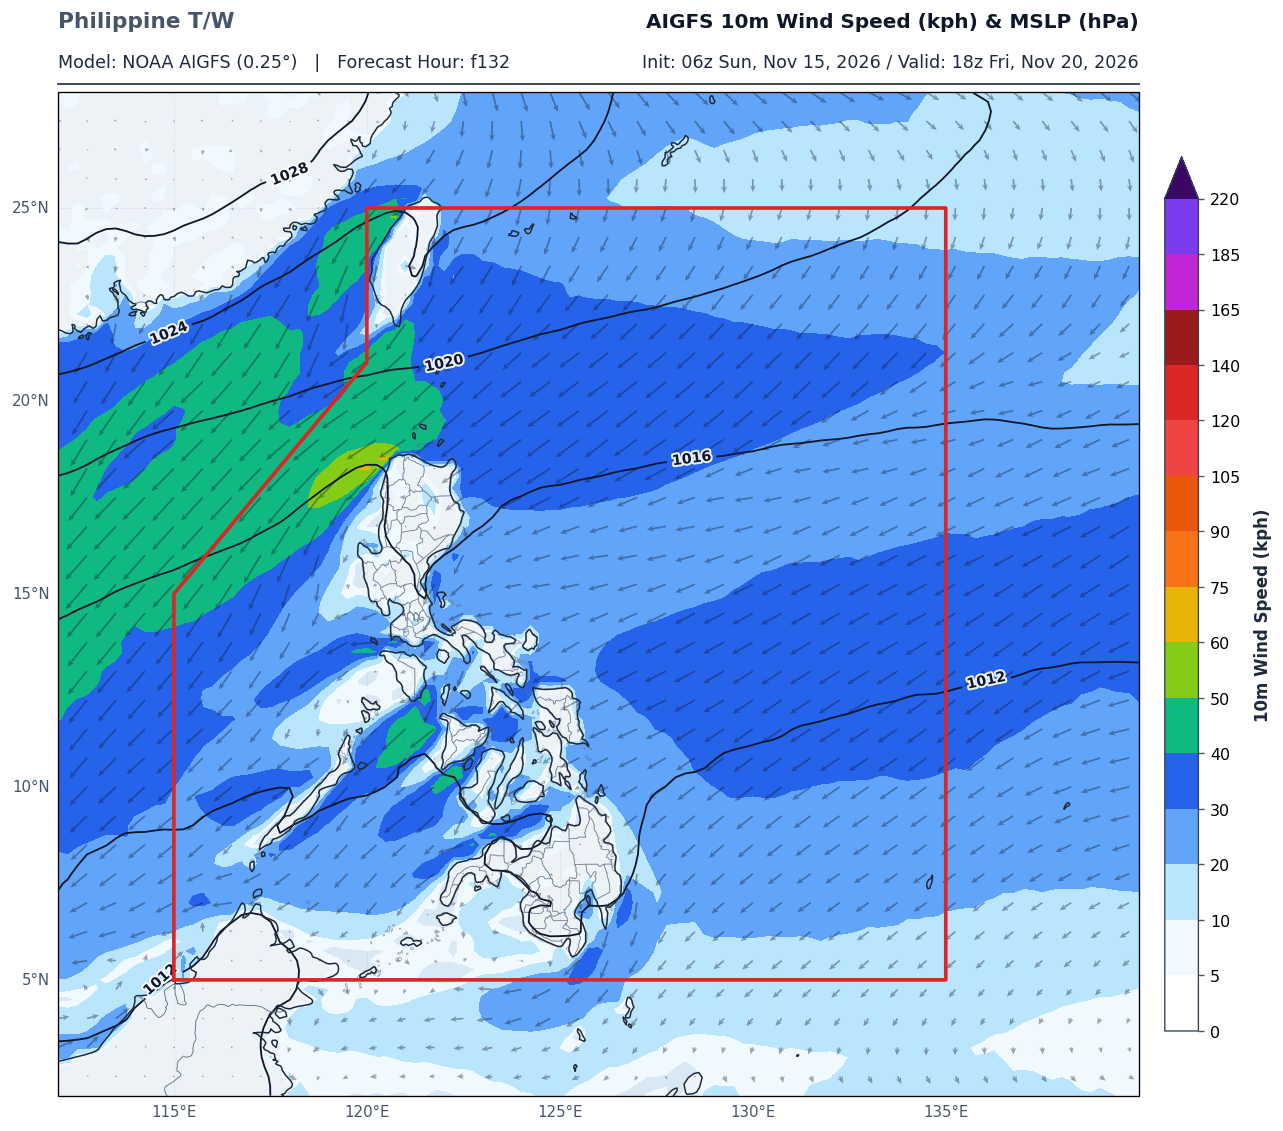 Philippine T/W
AIGFS 10m Wind Speed (kph) & MSLP (hPa)
Model: NOAA AIGFS (0.25°) | Forecast Hour: f132
Init: 06z Sun, Nov 15, 2026 / Valid: 18z Fri, Nov 20, 2026
1028
1024
1020
1016
1012
1012
25°N
20°N
15°N
10°N
5°N
115°E
120°E
125°E
130°E
135°E
220
185
165
140
120
105
90
75
60
50
40
30
20
10
5
0
10m Wind Speed (kph)